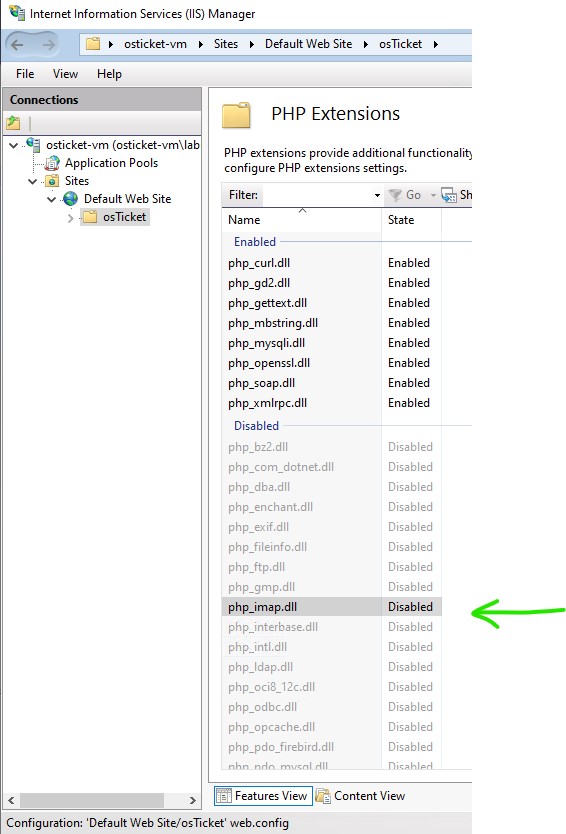 Internet Information Services (IIS) Manager
osticket-vm Sites Default Web Site osTicket
File View Help
Connections
osticket-vm (osticket-vm\lab
Application Pools
Sites
Default Web Site
osTicket
PHP Extensions
PHP extensions provide additional functionality
configure PHP extensions settings.
Filter: Go Sh
Name State
Enabled
php_curl.dll Enabled
php_gd2.dll Enabled
php_gettext.dll Enabled
php_mbstring.dll Enabled
php_mysqli.dll Enabled
php_openssl.dll Enabled
php_soap.dll Enabled
php_xmlrpc.dll Enabled
Disabled
php_bz2.dll Disabled
php_com_dotnet.dll Disabled
php_dba.dll Disabled
php_enchant.dll Disabled
php_exif.dll Disabled
php_fileinfo.dll Disabled
php_ftp.dll Disabled
php_gmp.dll Disabled
php_imap.dll Disabled
php_interbase.dll Disabled
php_intl.dll Disabled
php_ldap.dll Disabled
php_oci8_12c.dll Disabled
php_odbc.dll Disabled
php_opcache.dll Disabled
php_pdo_firebird.dll Disabled
php_pdo_mysql.dll Disabled
Features View Content View
Configuration: 'Default Web Site/osTicket' web.config